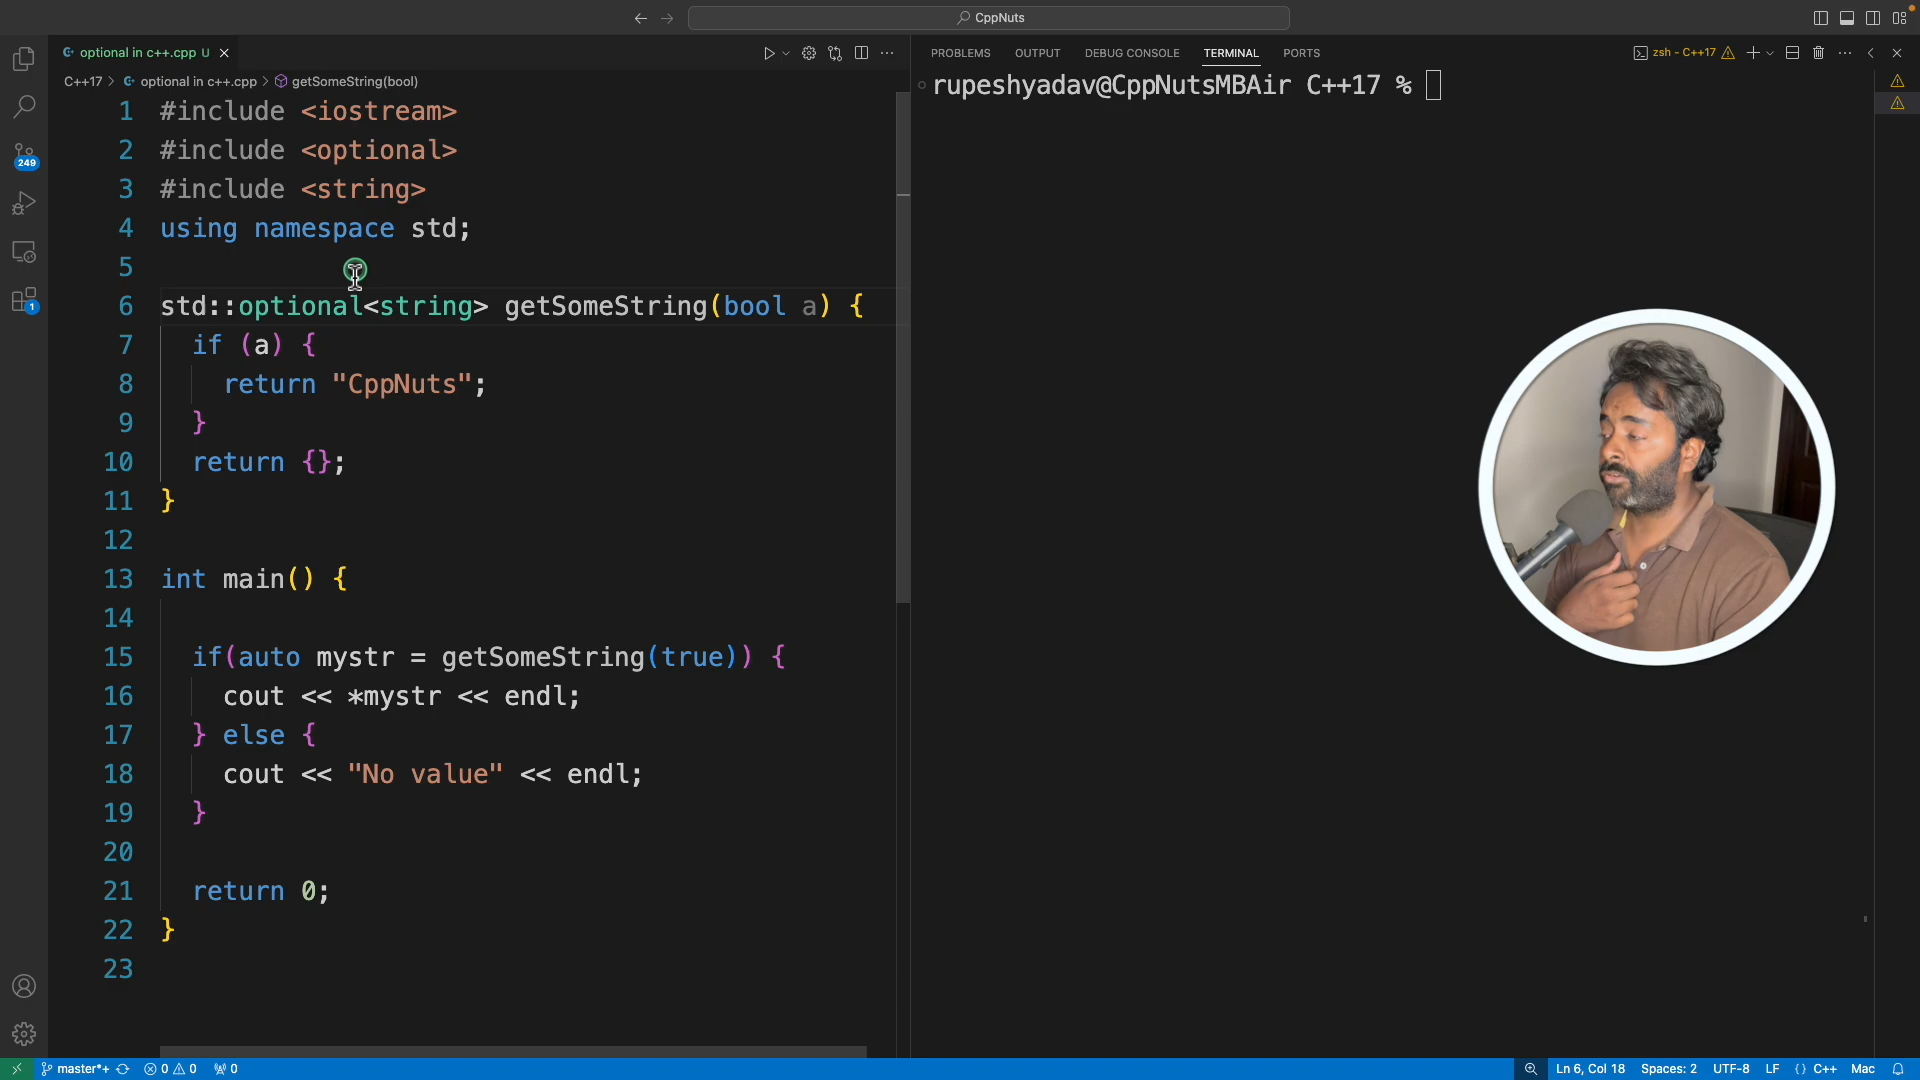 CppNuts
optional in c++.cpp U
PROBLEMS OUTPUT DEBUG CONSOLE TERMINAL PORTS
zsh - C++17
C++17 > optional in c++.cpp > getSomeString(bool)
rupeshyadav@CppNutsMBAir C++17 %
249
1
1 #include <iostream>
2 #include <optional>
3 #include <string>
4 using namespace std;
5
6 std::optional<string> getSomeString(bool a) {
7 if (a) {
8 return "CppNuts";
9 }
10 return {};
11 }
12
13 int main() {
14
15 if(auto mystr = getSomeString(true)) {
16 cout << *mystr << endl;
17 } else {
18 cout << "No value" << endl;
19 }
20
21 return 0;
22 }
23
master*+ 0 0 0 Ln 6, Col 18 Spaces: 2 UTF-8 LF {} C++ Mac